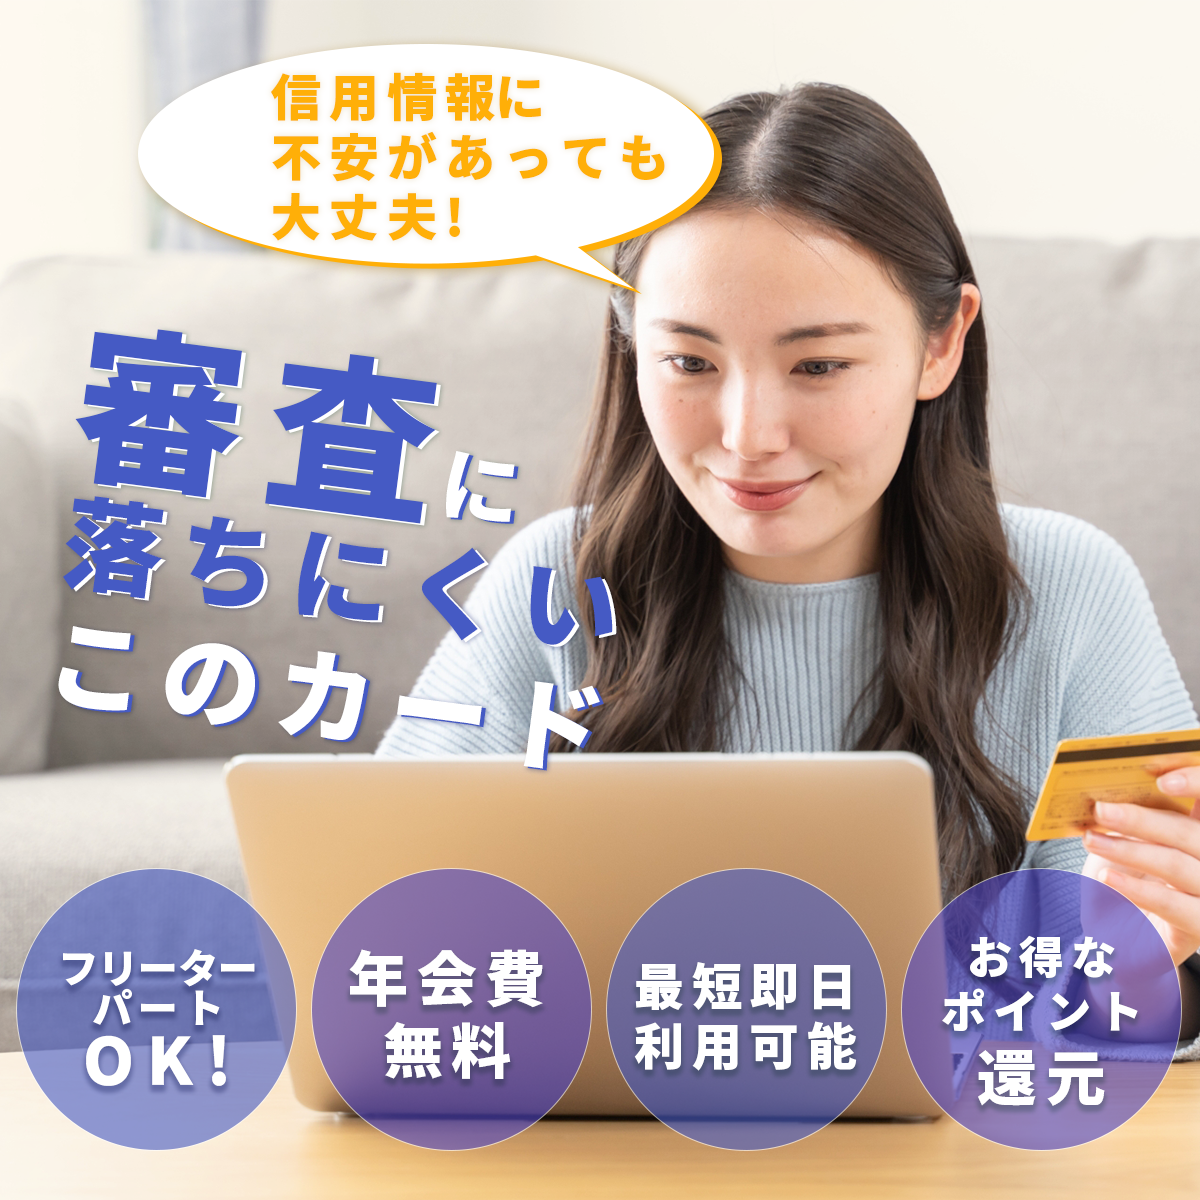 信用情報に
不安があっても
大丈夫!
審査に
落ちにくい
このカード
フリーター
パート
OK!
年会費
無料
最短即日
利用可能
お得な
ポイント
還元